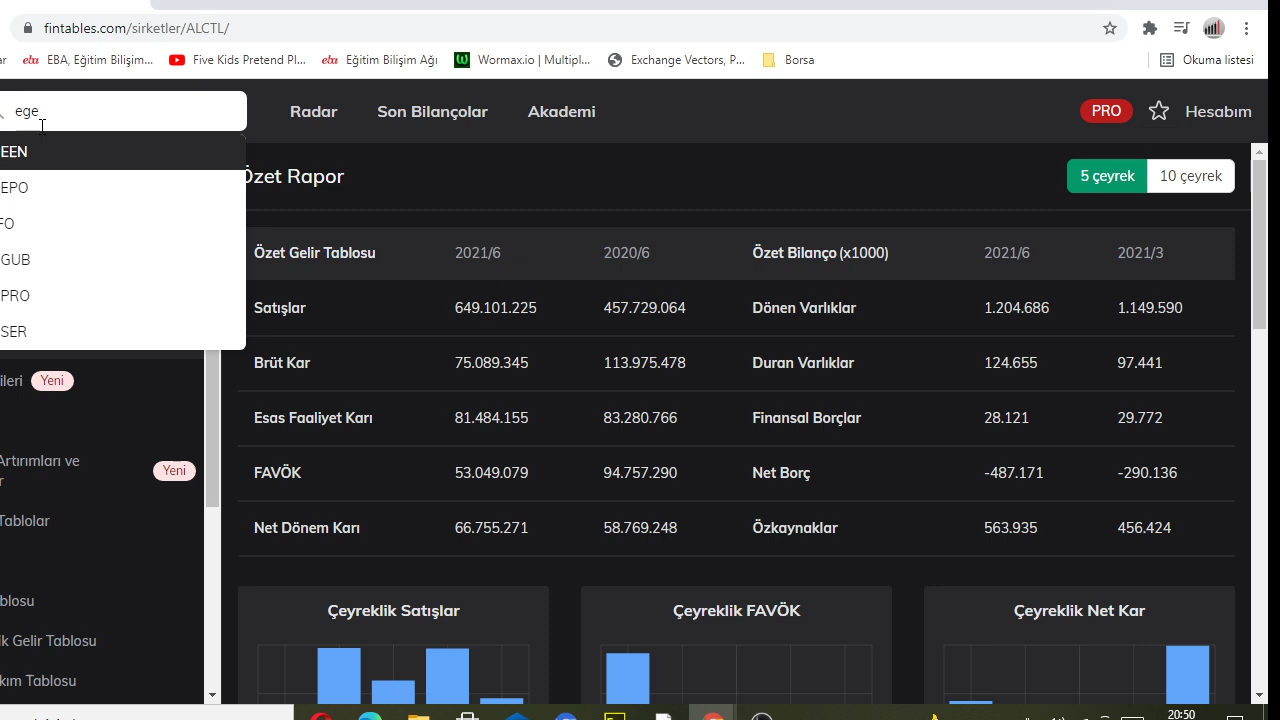 fintables.com/sirketler/ALCTL/
ar EBA, Eğitim Bilişim... Five Kids Pretend Pl... Eğitim Bilişim Ağı Wormax.io | Multipl... Exchange Vectors, P... Borsa Okuma listesi
ege Radar Son Bilançolar Akademi PRO Hesabım
EEN
EPO
FO
GUB
PRO
SER
Özet Rapor 5 çeyrek 10 çeyrek
Özet Gelir Tablosu 2021/6 2020/6 Özet Bilanço (x1000) 2021/6 2021/3
Satışlar 649.101.225 457.729.064 Dönen Varlıklar 1.204.686 1.149.590
Brüt Kar 75.089.345 113.975.478 Duran Varlıklar 124.655 97.441
Esas Faaliyet Karı 81.484.155 83.280.766 Finansal Borçlar 28.121 29.772
FAVÖK 53.049.079 94.757.290 Net Borç -487.171 -290.136
Net Dönem Karı 66.755.271 58.769.248 Özkaynaklar 563.935 456.424
ileri Yeni
Artırımları ve
r Yeni
Tablolar
blosu
k Gelir Tablosu
kım Tablosu
Çeyreklik Satışlar Çeyreklik FAVÖK Çeyreklik Net Kar
20:50